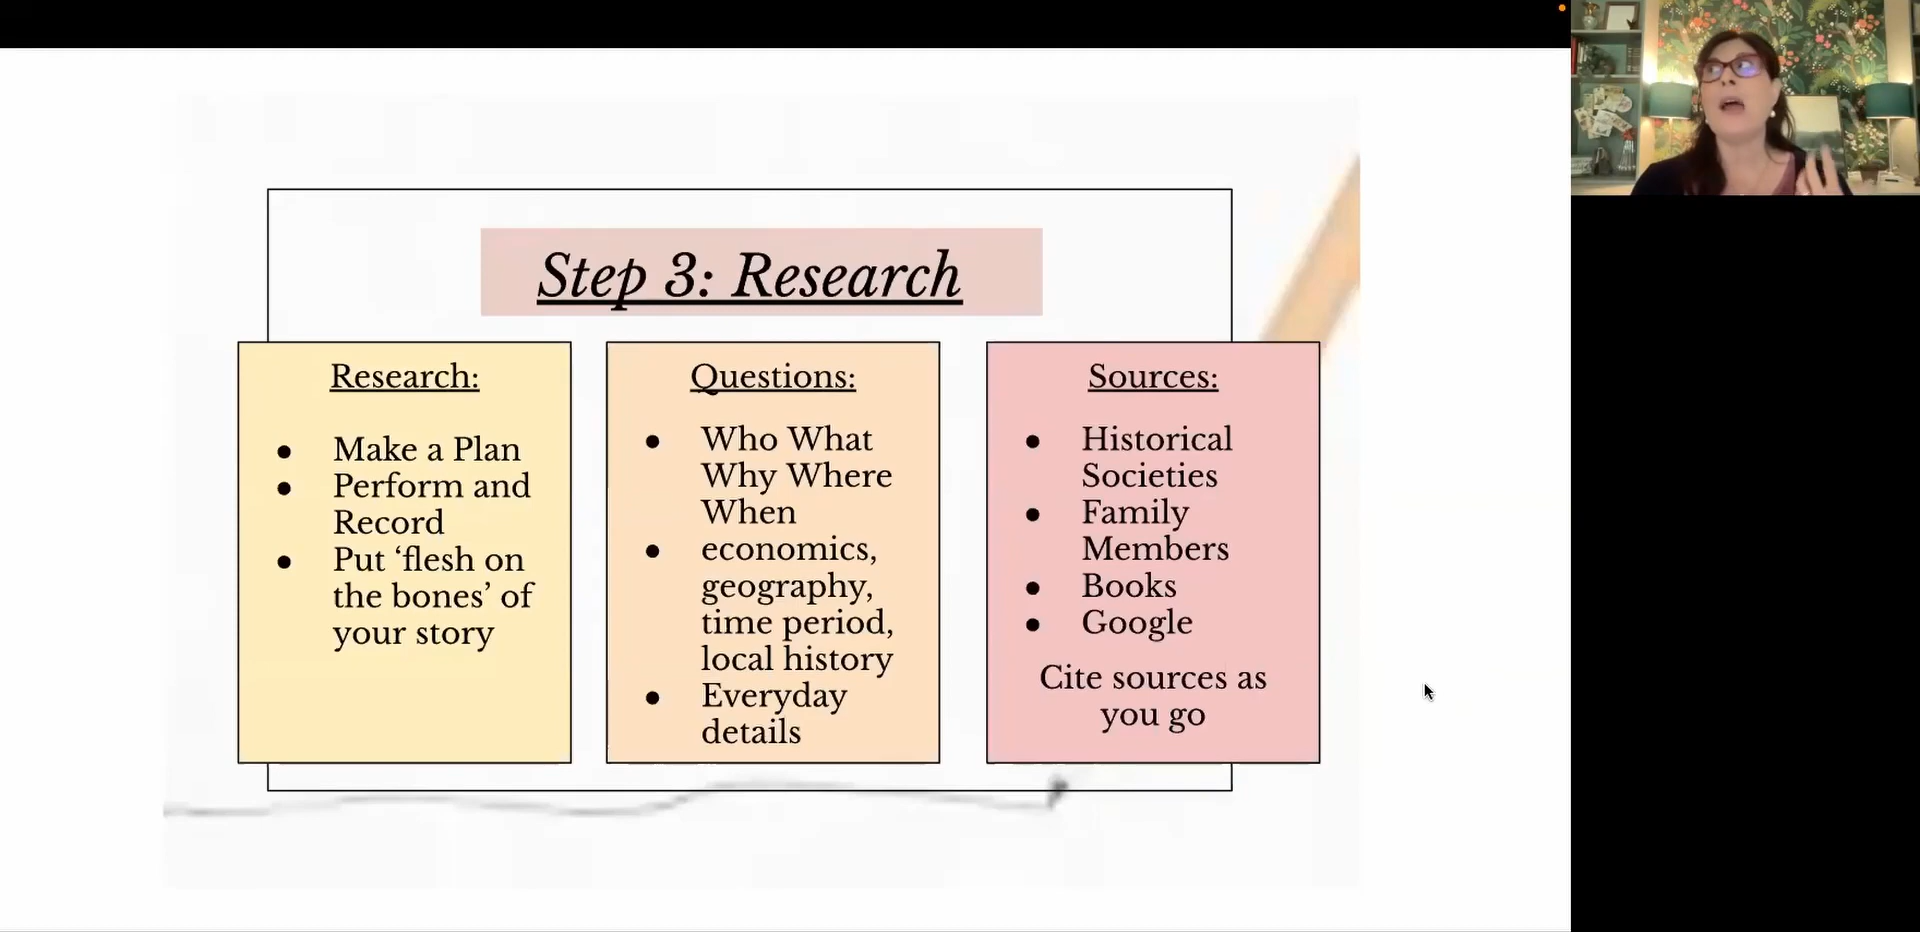 Step 3: Research
Research:
● Make a Plan
● Perform and
Record
● Put ‘flesh on
the bones’ of
your story
Questions:
● Who What
Why Where
When
● economics,
geography,
time period,
local history
● Everyday
details
Sources:
● Historical
Societies
● Family
Members
● Books
● Google
Cite sources as
you go